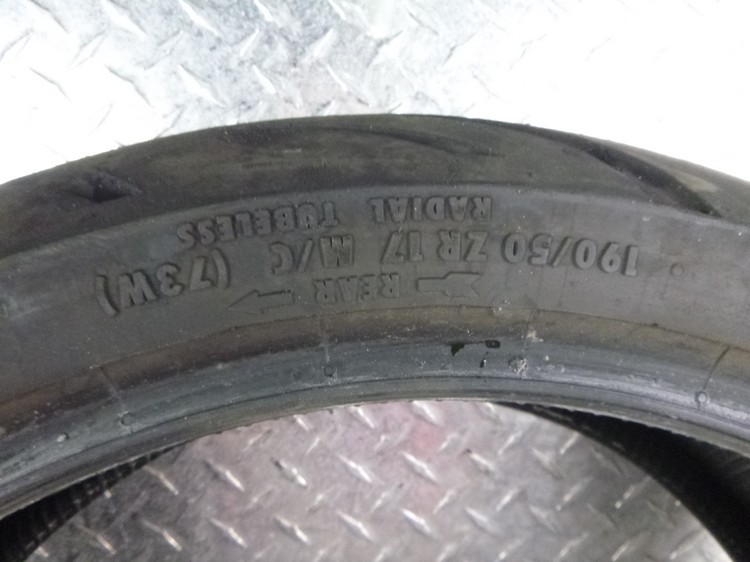 REAR
190/50 ZR 17 M/C (73W)
RADIAL TUBELESS